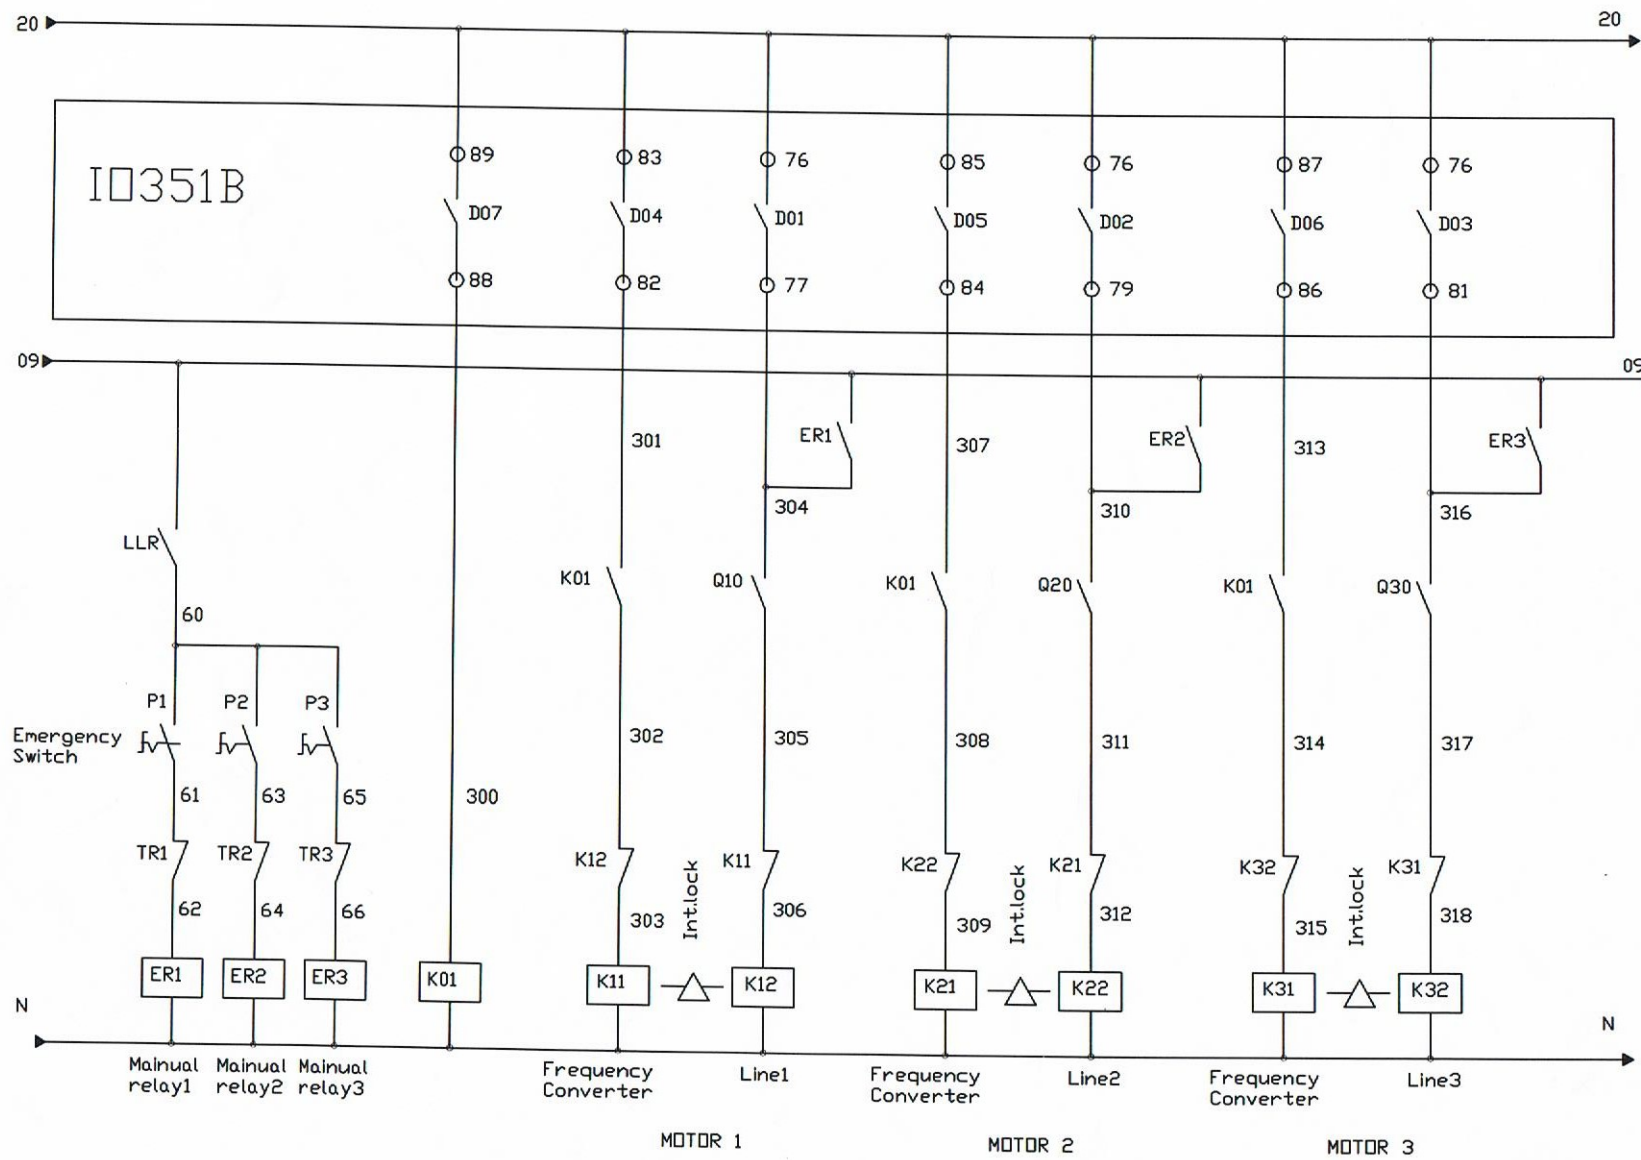 20 20
IO351B
89 83 76 85 76 87 76
D07 D04 D01 D05 D02 D06 D03
88 82 77 84 79 86 81
09 09
301 ER1 307 ER2 313 ER3
304 310 316
LLR
K01 Q10 K01 Q20 K01 Q30
60
P1 P2 P3
Emergency
Switch
302 305 308 311 314 317
61 63 65 300
TR1 TR2 TR3 K12 K11 K22 K21 K32 K31
Int.lock Int.lock Int.lock
62 64 66 303 306 309 312 315 318
ER1 ER2 ER3 K01 K11 K12 K21 K22 K31 K32
N N
Mainual Mainual Mainual
relay1 relay2 relay3
Frequency Line1 Frequency Line2 Frequency Line3
Converter Converter Converter
MOTOR 1 MOTOR 2 MOTOR 3